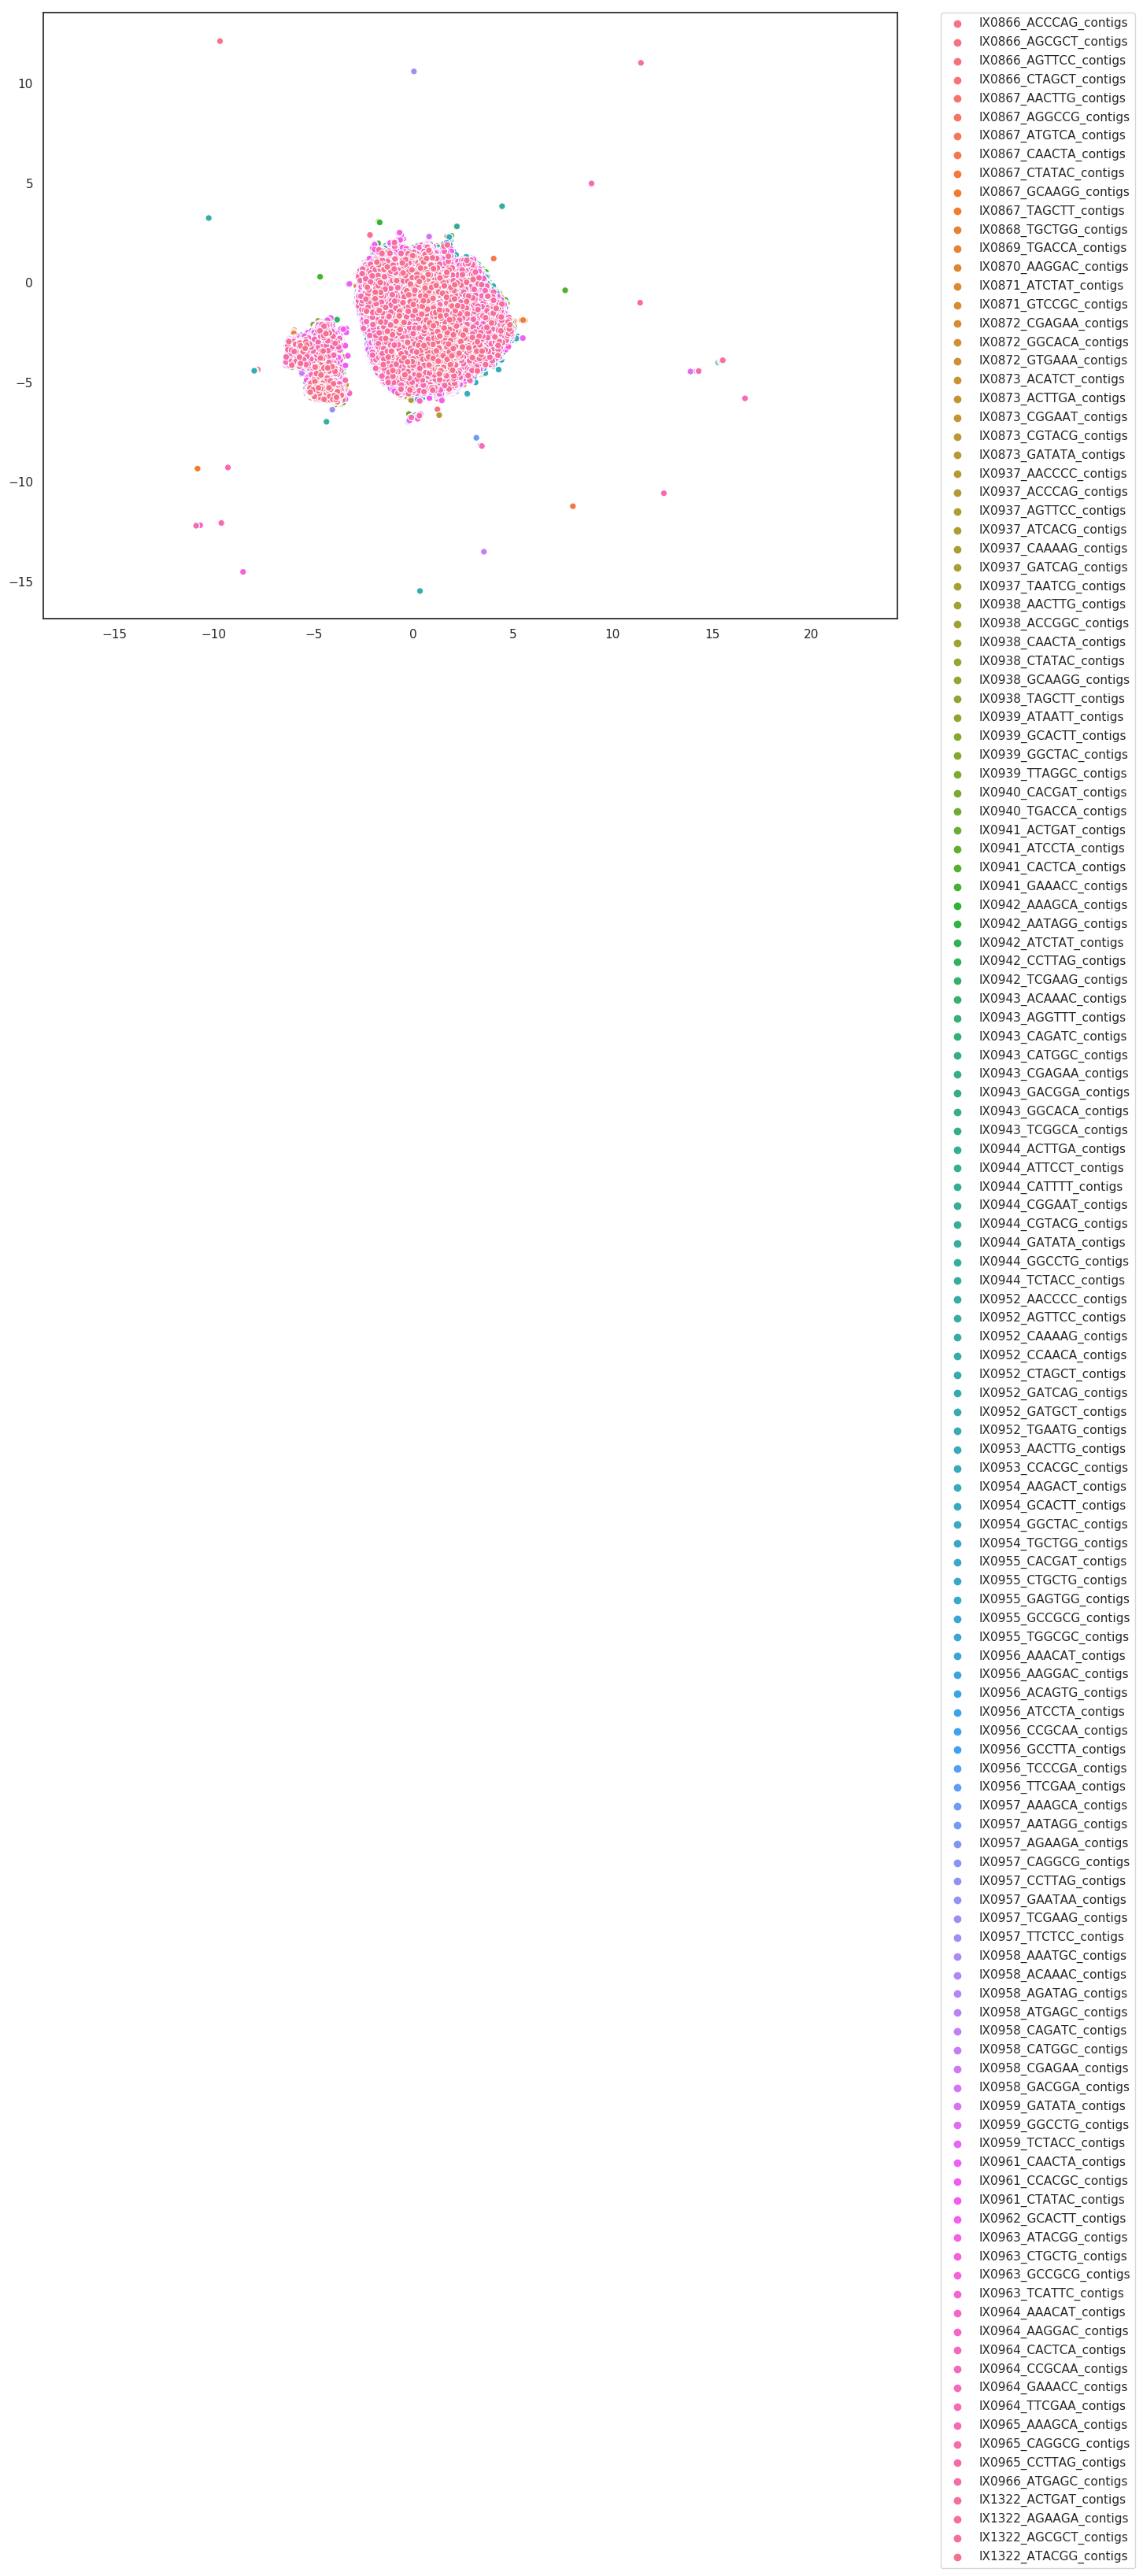 10
5
0
−5
−10
−15
−15
−10
−5
0
5
10
15
20
IX0866_ACCCAG_contigs
IX0866_AGCGCT_contigs
IX0866_AGTTCC_contigs
IX0866_CTAGCT_contigs
IX0867_AACTTG_contigs
IX0867_AGGCCG_contigs
IX0867_ATGTCA_contigs
IX0867_CAACTA_contigs
IX0867_CTATAC_contigs
IX0867_GCAAGG_contigs
IX0867_TAGCTT_contigs
IX0868_TGCTGG_contigs
IX0869_TGACCA_contigs
IX0870_AAGGAC_contigs
IX0871_ATCTAT_contigs
IX0871_GTCCGC_contigs
IX0872_CGAGAA_contigs
IX0872_GGCACA_contigs
IX0872_GTGAAA_contigs
IX0873_ACATCT_contigs
IX0873_ACTTGA_contigs
IX0873_CGGAAT_contigs
IX0873_CGTACG_contigs
IX0873_GATATA_contigs
IX0937_AACCCC_contigs
IX0937_ACCCAG_contigs
IX0937_AGTTCC_contigs
IX0937_ATCACG_contigs
IX0937_CAAAAG_contigs
IX0937_GATCAG_contigs
IX0937_TAATCG_contigs
IX0938_AACTTG_contigs
IX0938_ACCGGC_contigs
IX0938_CAACTA_contigs
IX0938_CTATAC_contigs
IX0938_GCAAGG_contigs
IX0938_TAGCTT_contigs
IX0939_ATAATT_contigs
IX0939_GCACTT_contigs
IX0939_GGCTAC_contigs
IX0939_TTAGGC_contigs
IX0940_CACGAT_contigs
IX0940_TGACCA_contigs
IX0941_ACTGAT_contigs
IX0941_ATCCTA_contigs
IX0941_CACTCA_contigs
IX0941_GAAACC_contigs
IX0942_AAAGCA_contigs
IX0942_AATAGG_contigs
IX0942_ATCTAT_contigs
IX0942_CCTTAG_contigs
IX0942_TCGAAG_contigs
IX0943_ACAAAC_contigs
IX0943_AGGTTT_contigs
IX0943_CAGATC_contigs
IX0943_CATGGC_contigs
IX0943_CGAGAA_contigs
IX0943_GACGGA_contigs
IX0943_GGCACA_contigs
IX0943_TCGGCA_contigs
IX0944_ACTTGA_contigs
IX0944_ATTCCT_contigs
IX0944_CATTTT_contigs
IX0944_CGGAAT_contigs
IX0944_CGTACG_contigs
IX0944_GATATA_contigs
IX0944_GGCCTG_contigs
IX0944_TCTACC_contigs
IX0952_AACCCC_contigs
IX0952_AGTTCC_contigs
IX0952_CAAAAG_contigs
IX0952_CCAACA_contigs
IX0952_CTAGCT_contigs
IX0952_GATCAG_contigs
IX0952_GATGCT_contigs
IX0952_TGAATG_contigs
IX0953_AACTTG_contigs
IX0953_CCACGC_contigs
IX0954_AAGACT_contigs
IX0954_GCACTT_contigs
IX0954_GGCTAC_contigs
IX0954_TGCTGG_contigs
IX0955_CACGAT_contigs
IX0955_CTGCTG_contigs
IX0955_GAGTGG_contigs
IX0955_GCCGCG_contigs
IX0955_TGGCGC_contigs
IX0956_AAACAT_contigs
IX0956_AAGGAC_contigs
IX0956_ACAGTG_contigs
IX0956_ATCCTA_contigs
IX0956_CCGCAA_contigs
IX0956_GCCTTA_contigs
IX0956_TCCCGA_contigs
IX0956_TTCGAA_contigs
IX0957_AAAGCA_contigs
IX0957_AATAGG_contigs
IX0957_AGAAGA_contigs
IX0957_CAGGCG_contigs
IX0957_CCTTAG_contigs
IX0957_GAATAA_contigs
IX0957_TCGAAG_contigs
IX0957_TTCTCC_contigs
IX0958_AAATGC_contigs
IX0958_ACAAAC_contigs
IX0958_AGATAG_contigs
IX0958_ATGAGC_contigs
IX0958_CAGATC_contigs
IX0958_CATGGC_contigs
IX0958_CGAGAA_contigs
IX0958_GACGGA_contigs
IX0959_GATATA_contigs
IX0959_GGCCTG_contigs
IX0959_TCTACC_contigs
IX0961_CAACTA_contigs
IX0961_CCACGC_contigs
IX0961_CTATAC_contigs
IX0962_GCACTT_contigs
IX0963_ATACGG_contigs
IX0963_CTGCTG_contigs
IX0963_GCCGCG_contigs
IX0963_TCATTC_contigs
IX0964_AAACAT_contigs
IX0964_AAGGAC_contigs
IX0964_CACTCA_contigs
IX0964_CCGCAA_contigs
IX0964_GAAACC_contigs
IX0964_TTCGAA_contigs
IX0965_AAAGCA_contigs
IX0965_CAGGCG_contigs
IX0965_CCTTAG_contigs
IX0966_ATGAGC_contigs
IX1322_ACTGAT_contigs
IX1322_AGAAGA_contigs
IX1322_AGCGCT_contigs
IX1322_ATACGG_contigs